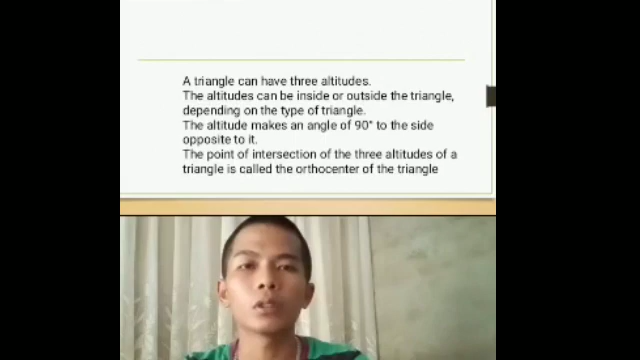 A triangle can have three altitudes.
The altitudes can be inside or outside the triangle,
depending on the type of triangle.
The altitude makes an angle of 90° to the side
opposite to it.
The point of intersection of the three altitudes of a
triangle is called the orthocenter of the triangle